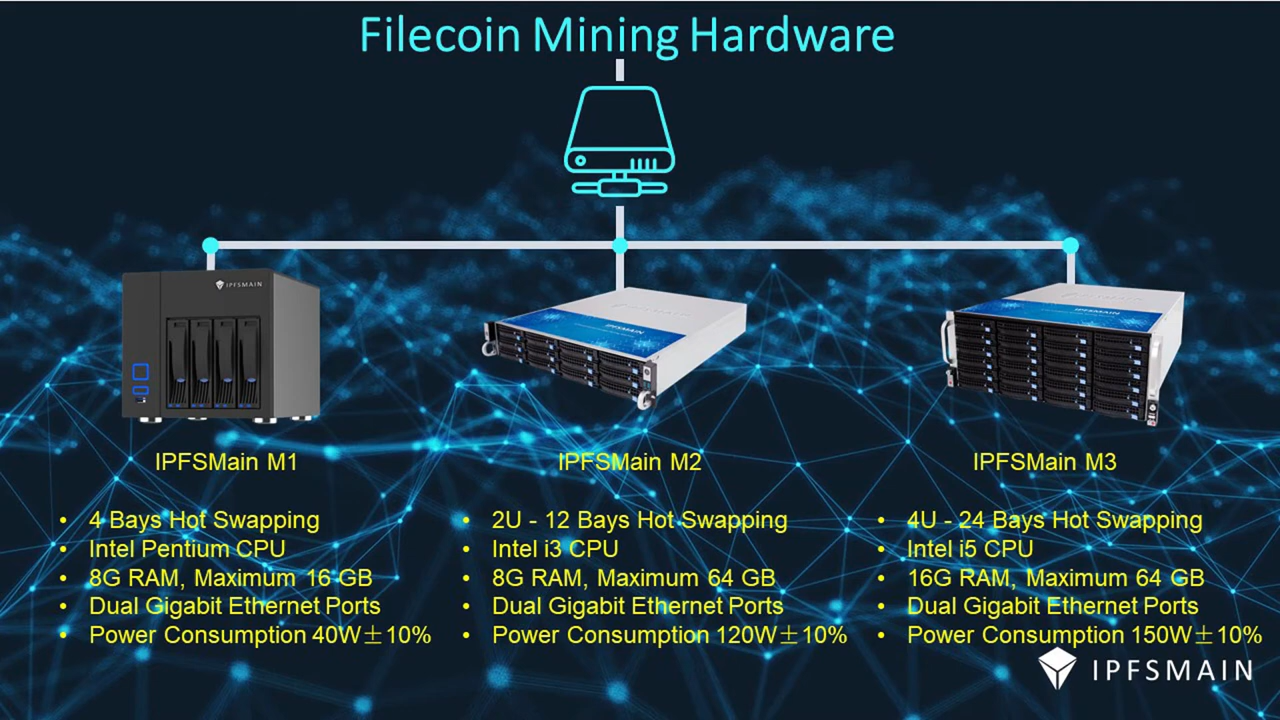 Filecoin Mining Hardware
IPFSMAIN
IPFSMAIN
IPFSMAIN
IPFSMain M1
• 4 Bays Hot Swapping
• Intel Pentium CPU
• 8G RAM, Maximum 16 GB
• Dual Gigabit Ethernet Ports
• Power Consumption 40W±10%
IPFSMain M2
• 2U - 12 Bays Hot Swapping
• Intel i3 CPU
• 8G RAM, Maximum 64 GB
• Dual Gigabit Ethernet Ports
• Power Consumption 120W±10%
IPFSMain M3
• 4U - 24 Bays Hot Swapping
• Intel i5 CPU
• 16G RAM, Maximum 64 GB
• Dual Gigabit Ethernet Ports
• Power Consumption 150W±10%
IPFSMAIN